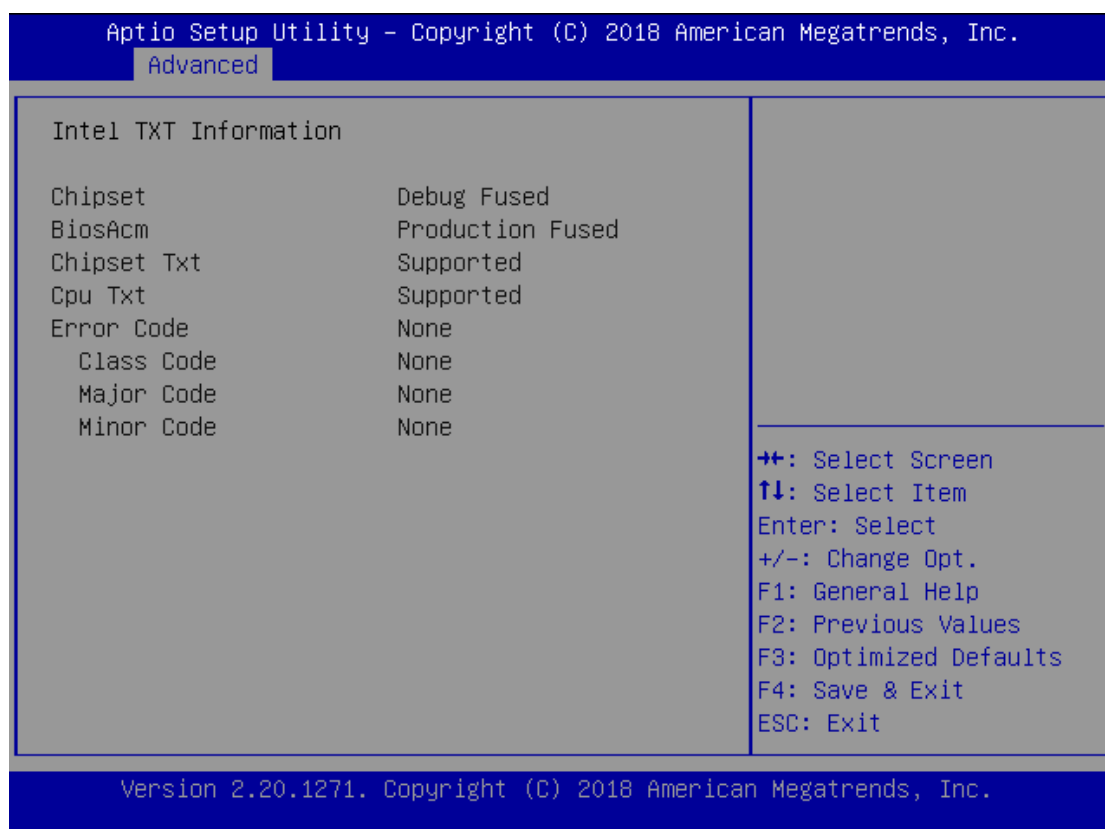 Aptio Setup Utility – Copyright (C) 2018 American Megatrends, Inc.
Advanced
Intel TXT Information
Chipset Debug Fused
BiosAcm Production Fused
Chipset Txt Supported
Cpu Txt Supported
Error Code None
Class Code None
Major Code None
Minor Code None
→←: Select Screen
↑↓: Select Item
Enter: Select
+/-: Change Opt.
F1: General Help
F2: Previous Values
F3: Optimized Defaults
F4: Save & Exit
ESC: Exit
Version 2.20.1271. Copyright (C) 2018 American Megatrends, Inc.